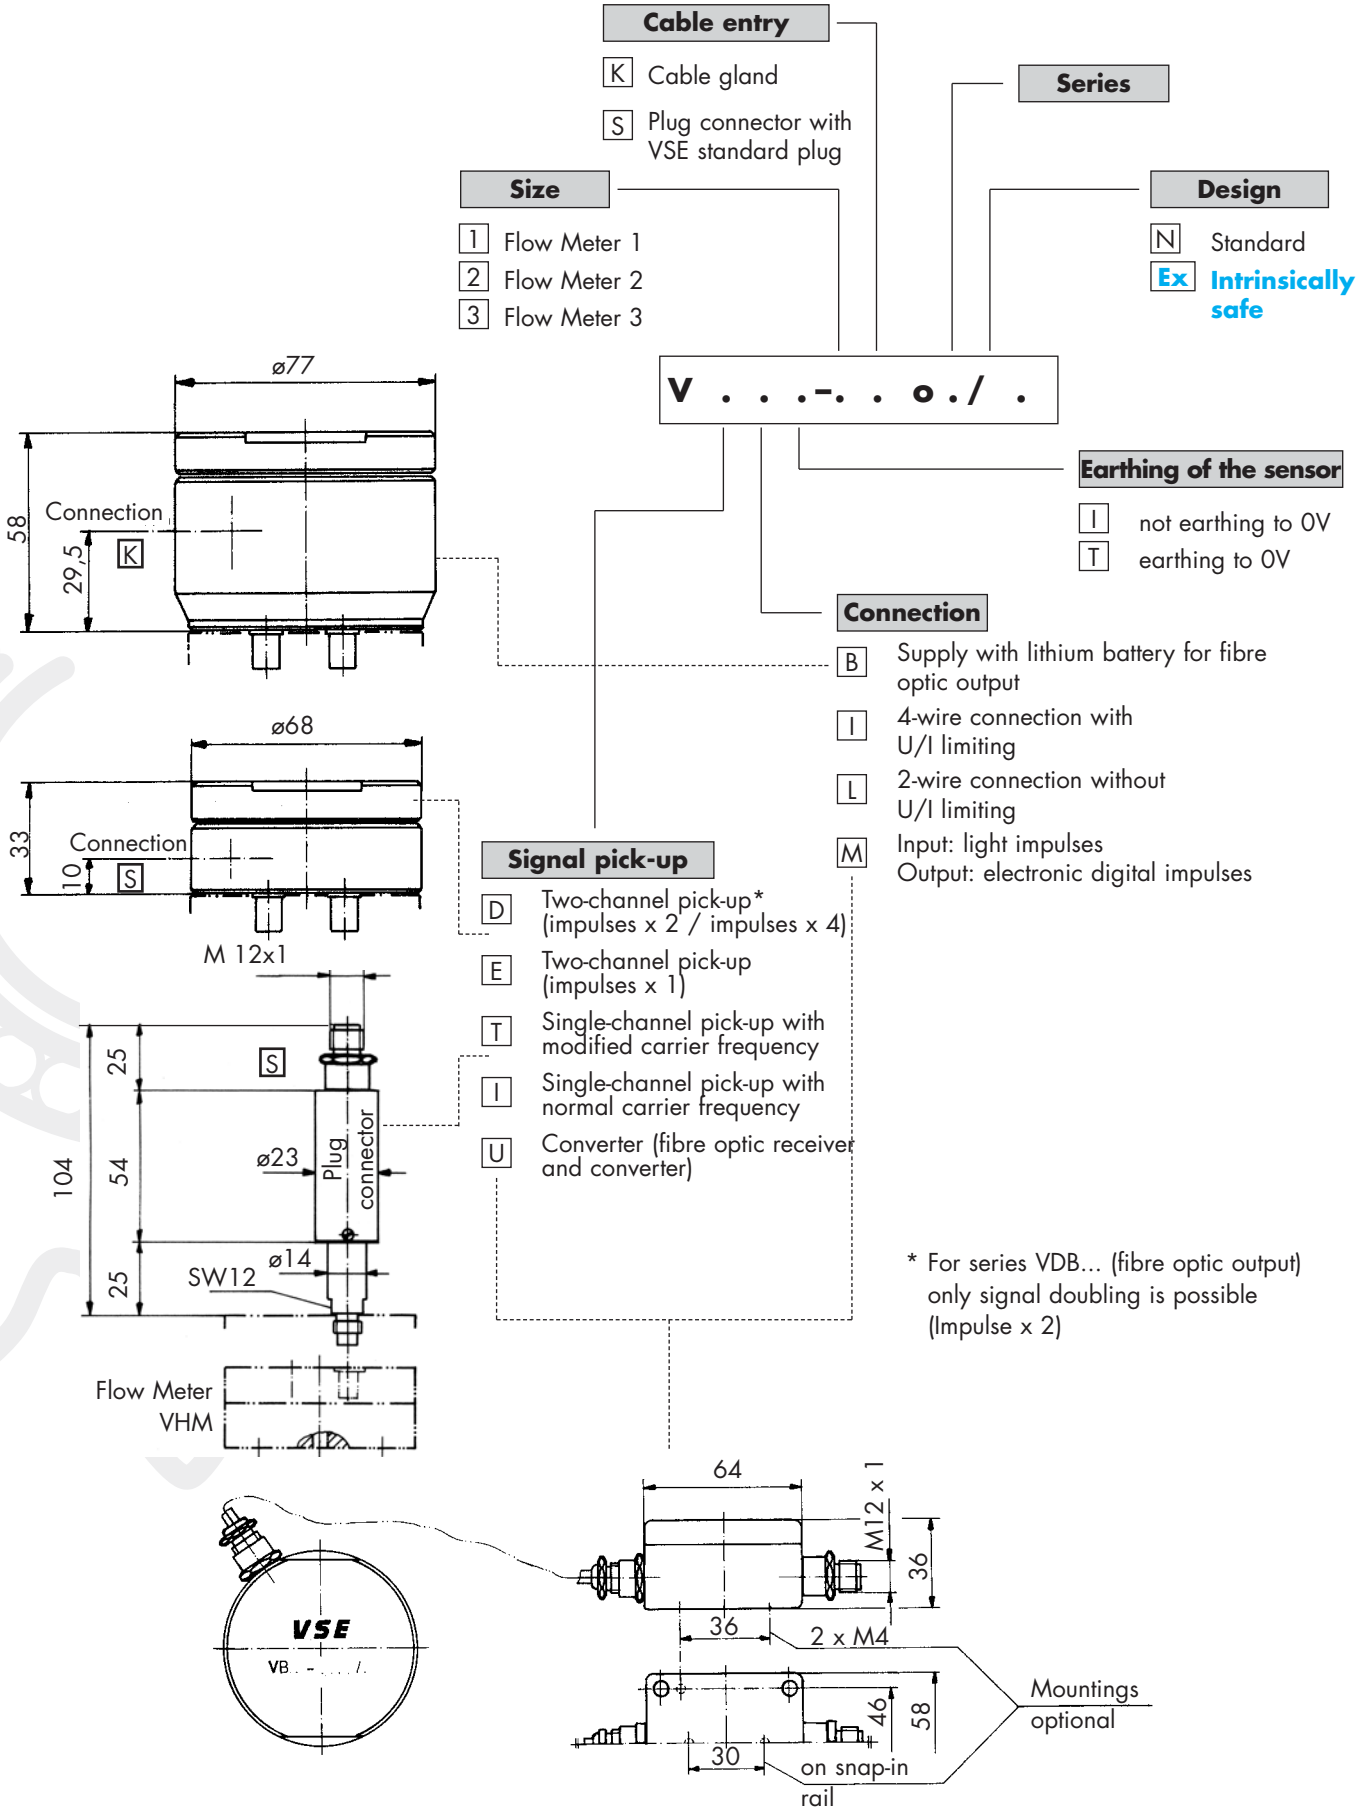 Cable entry
K Cable gland
S Plug connector with
VSE standard plug
Series
Size
1 Flow Meter 1
2 Flow Meter 2
3 Flow Meter 3
Design
N Standard
Ex Intrinsically
safe
V . . .–. . o ./ .
Earthing of the sensor
I not earthing to 0V
T earthing to 0V
Connection
B Supply with lithium battery for fibre
optic output
I 4-wire connection with
U/I limiting
L 2-wire connection without
U/I limiting
M Input: light impulses
Output: electronic digital impulses
Signal pick-up
D Two-channel pick-up*
(impulses x 2 / impulses x 4)
E Two-channel pick-up
(impulses x 1)
T Single-channel pick-up with
modified carrier frequency
I Single-channel pick-up with
normal carrier frequency
U Converter (fibre optic receiver
and converter)
* For series VDB... (fibre optic output)
only signal doubling is possible
(Impulse x 2)
ø77
58
Connection
29,5
K
ø68
33
Connection
10
S
M 12x1
S
25
104
54
25
ø23
Plug
connector
ø14
SW12
Flow Meter
VHM
VSE
VB.. – ..../.
64
M12 x 1
36
36
2 x M4
46
58
30
Mountings
optional
on snap-in
rail